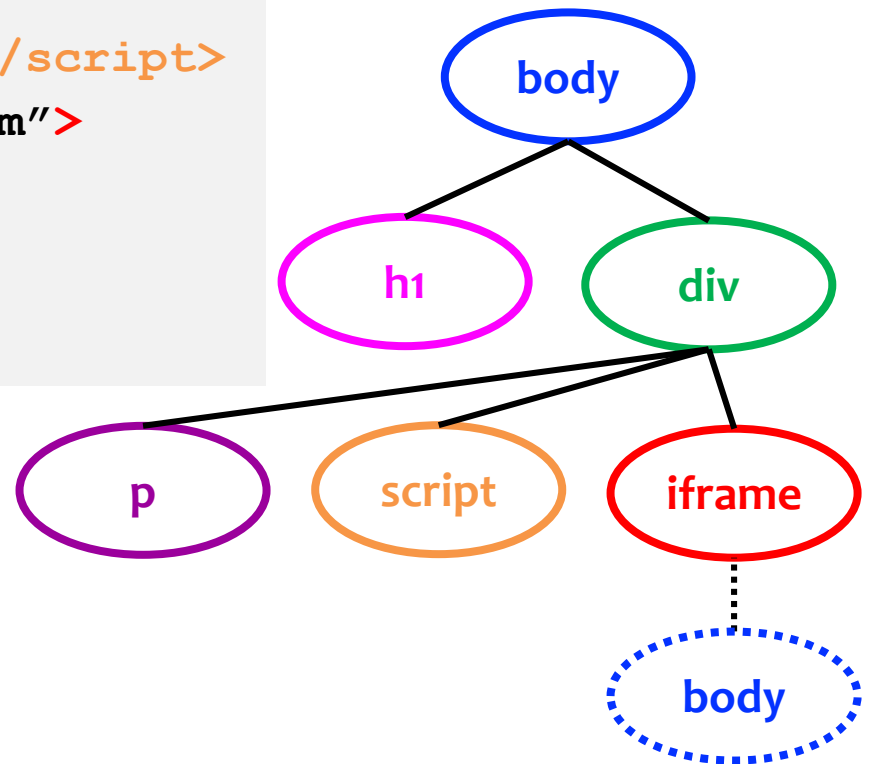 /script>
m”>
body
h1
div
p
script
iframe
body